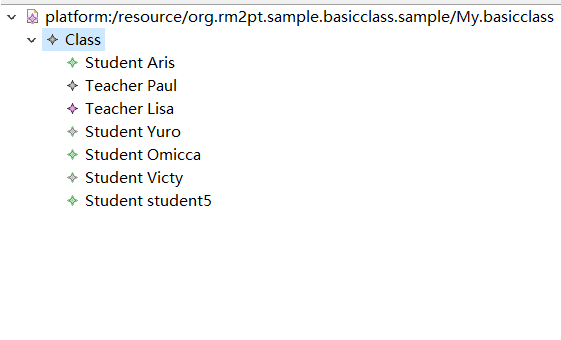 platform:/resource/org.rm2pt.sample.basicclass.sample/My.basicclass
Class
Student Aris
Teacher Paul
Teacher Lisa
Student Yuro
Student Omicca
Student Victy
Student student5